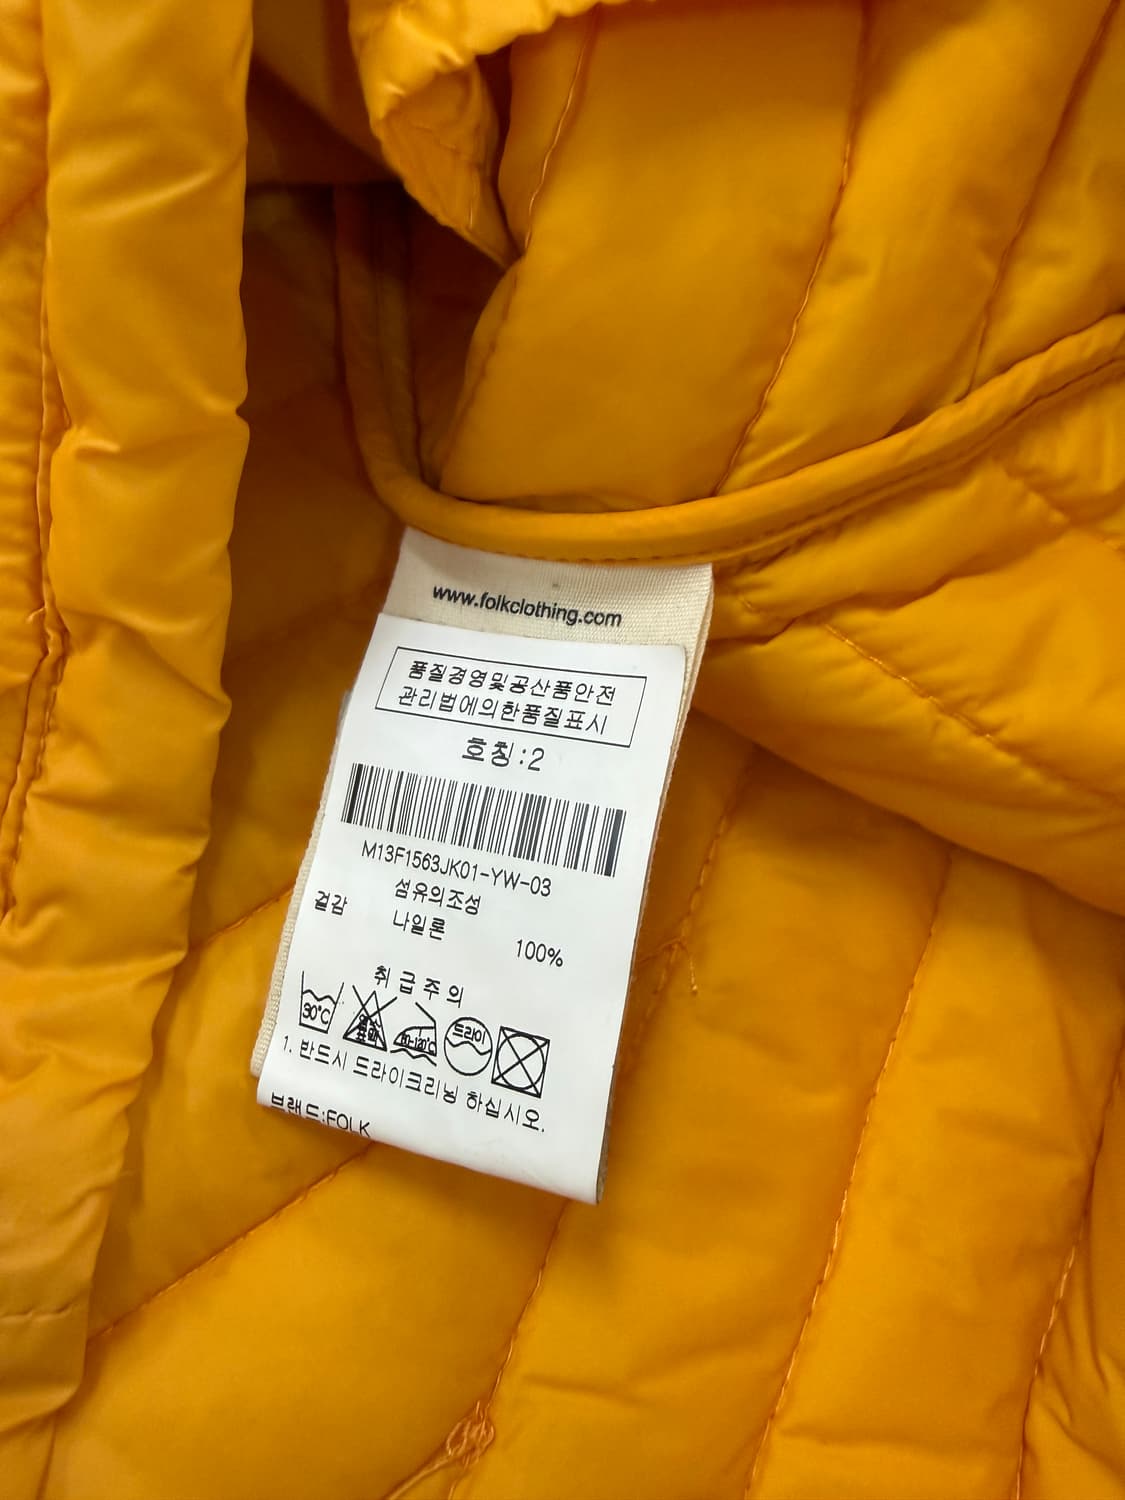 www.folkclothing.com
품질경영및공산품안전
관리법에의한품질표시
호칭:2
M13F1563JK01-YW-03
섬유의조성
겉감 나일론 100%
취급주의
30°C 드라이
1. 반드시 드라이크리닝 하십시오.
브랜드:FOLK